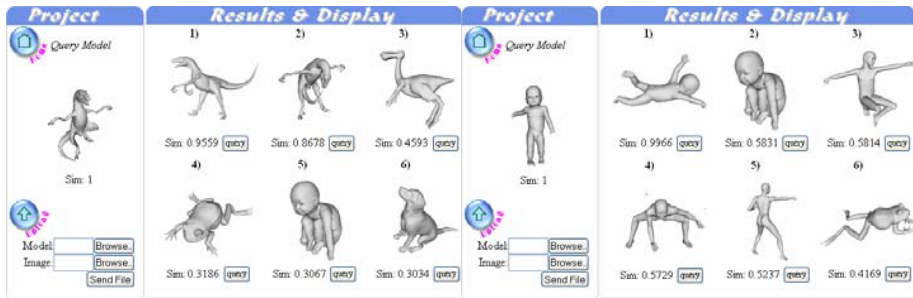 Project
Results & Display
Home
Query Model
Sim: 1
1)
2)
3)
Sim: 0.9559 query
Sim: 0.8678 query
Sim: 0.4593 query
4)
5)
6)
Sim: 0.3186 query
Sim: 0.3067 query
Sim: 0.3034 query
Upload
Model: Browse..
Image: Browse..
Send File
Project
Results & Display
Home
Query Model
Sim: 1
1)
2)
3)
Sim: 0.9966 query
Sim: 0.5831 query
Sim: 0.5814 query
4)
5)
6)
Sim: 0.5729 query
Sim: 0.5237 query
Sim: 0.4169 query
Upload
Model: Browse..
Image: Browse..
Send File